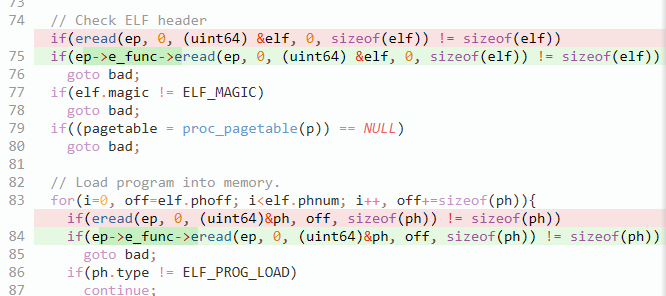 73
74 // Check ELF header
if(eread(ep, 0, (uint64) &elf, 0, sizeof(elf)) != sizeof(elf))
75 if(ep->e_func->eread(ep, 0, (uint64) &elf, 0, sizeof(elf)) != sizeof(elf))
76 goto bad;
77 if(elf.magic != ELF_MAGIC)
78 goto bad;
79 if((pagetable = proc_pagetable(p)) == NULL)
80 goto bad;
81
82 // Load program into memory.
83 for(i=0, off=elf.phoff; i<elf.phnum; i++, off+=sizeof(ph)){
if(eread(ep, 0, (uint64)&ph, off, sizeof(ph)) != sizeof(ph))
84 if(ep->e_func->eread(ep, 0, (uint64)&ph, off, sizeof(ph)) != sizeof(ph))
85 goto bad;
86 if(ph.type != ELF_PROG_LOAD)
87 continue;